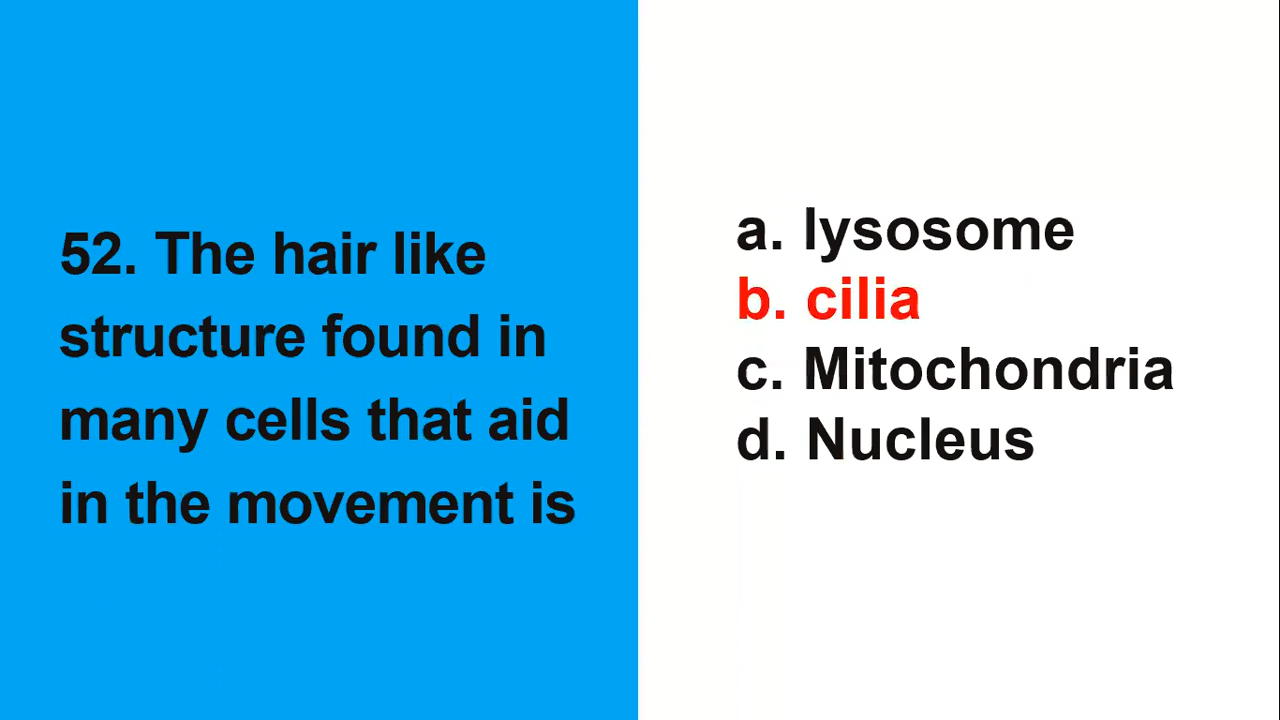 52. The hair like
structure found in
many cells that aid
in the movement is
a. lysosome
b. cilia
c. Mitochondria
d. Nucleus